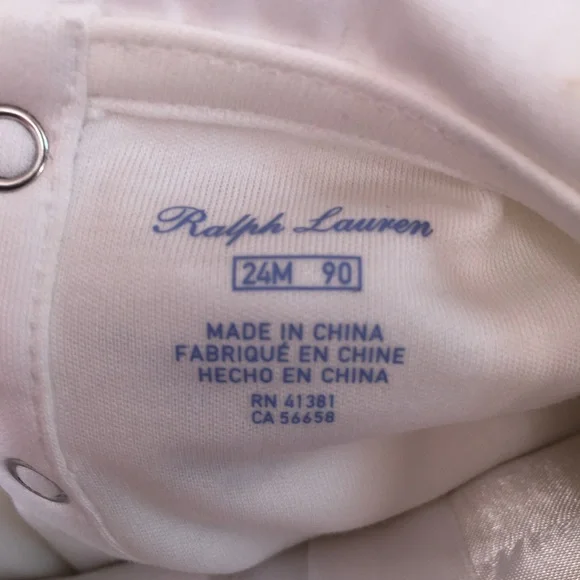 Ralph Lauren
24M 90
MADE IN CHINA
FABRIQUÉ EN CHINE
HECHO EN CHINA
RN 41381
CA 56658